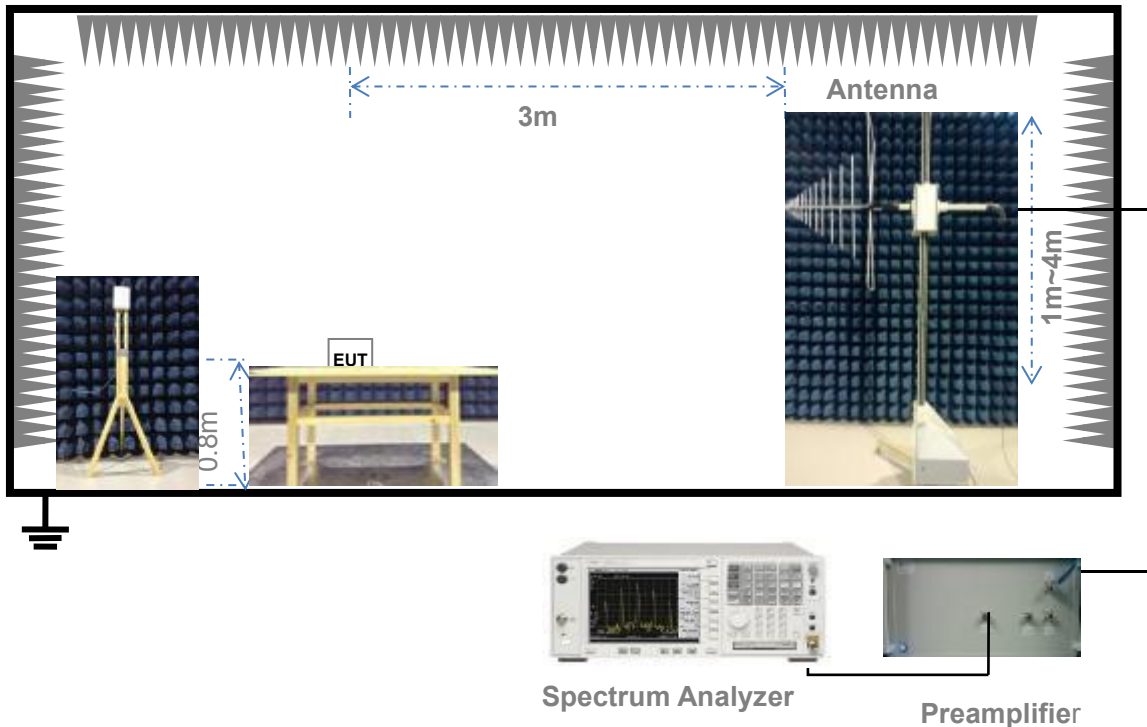 Antenna
3m
1m~4m
EUT
0.8m
Spectrum Analyzer
Preamplifier